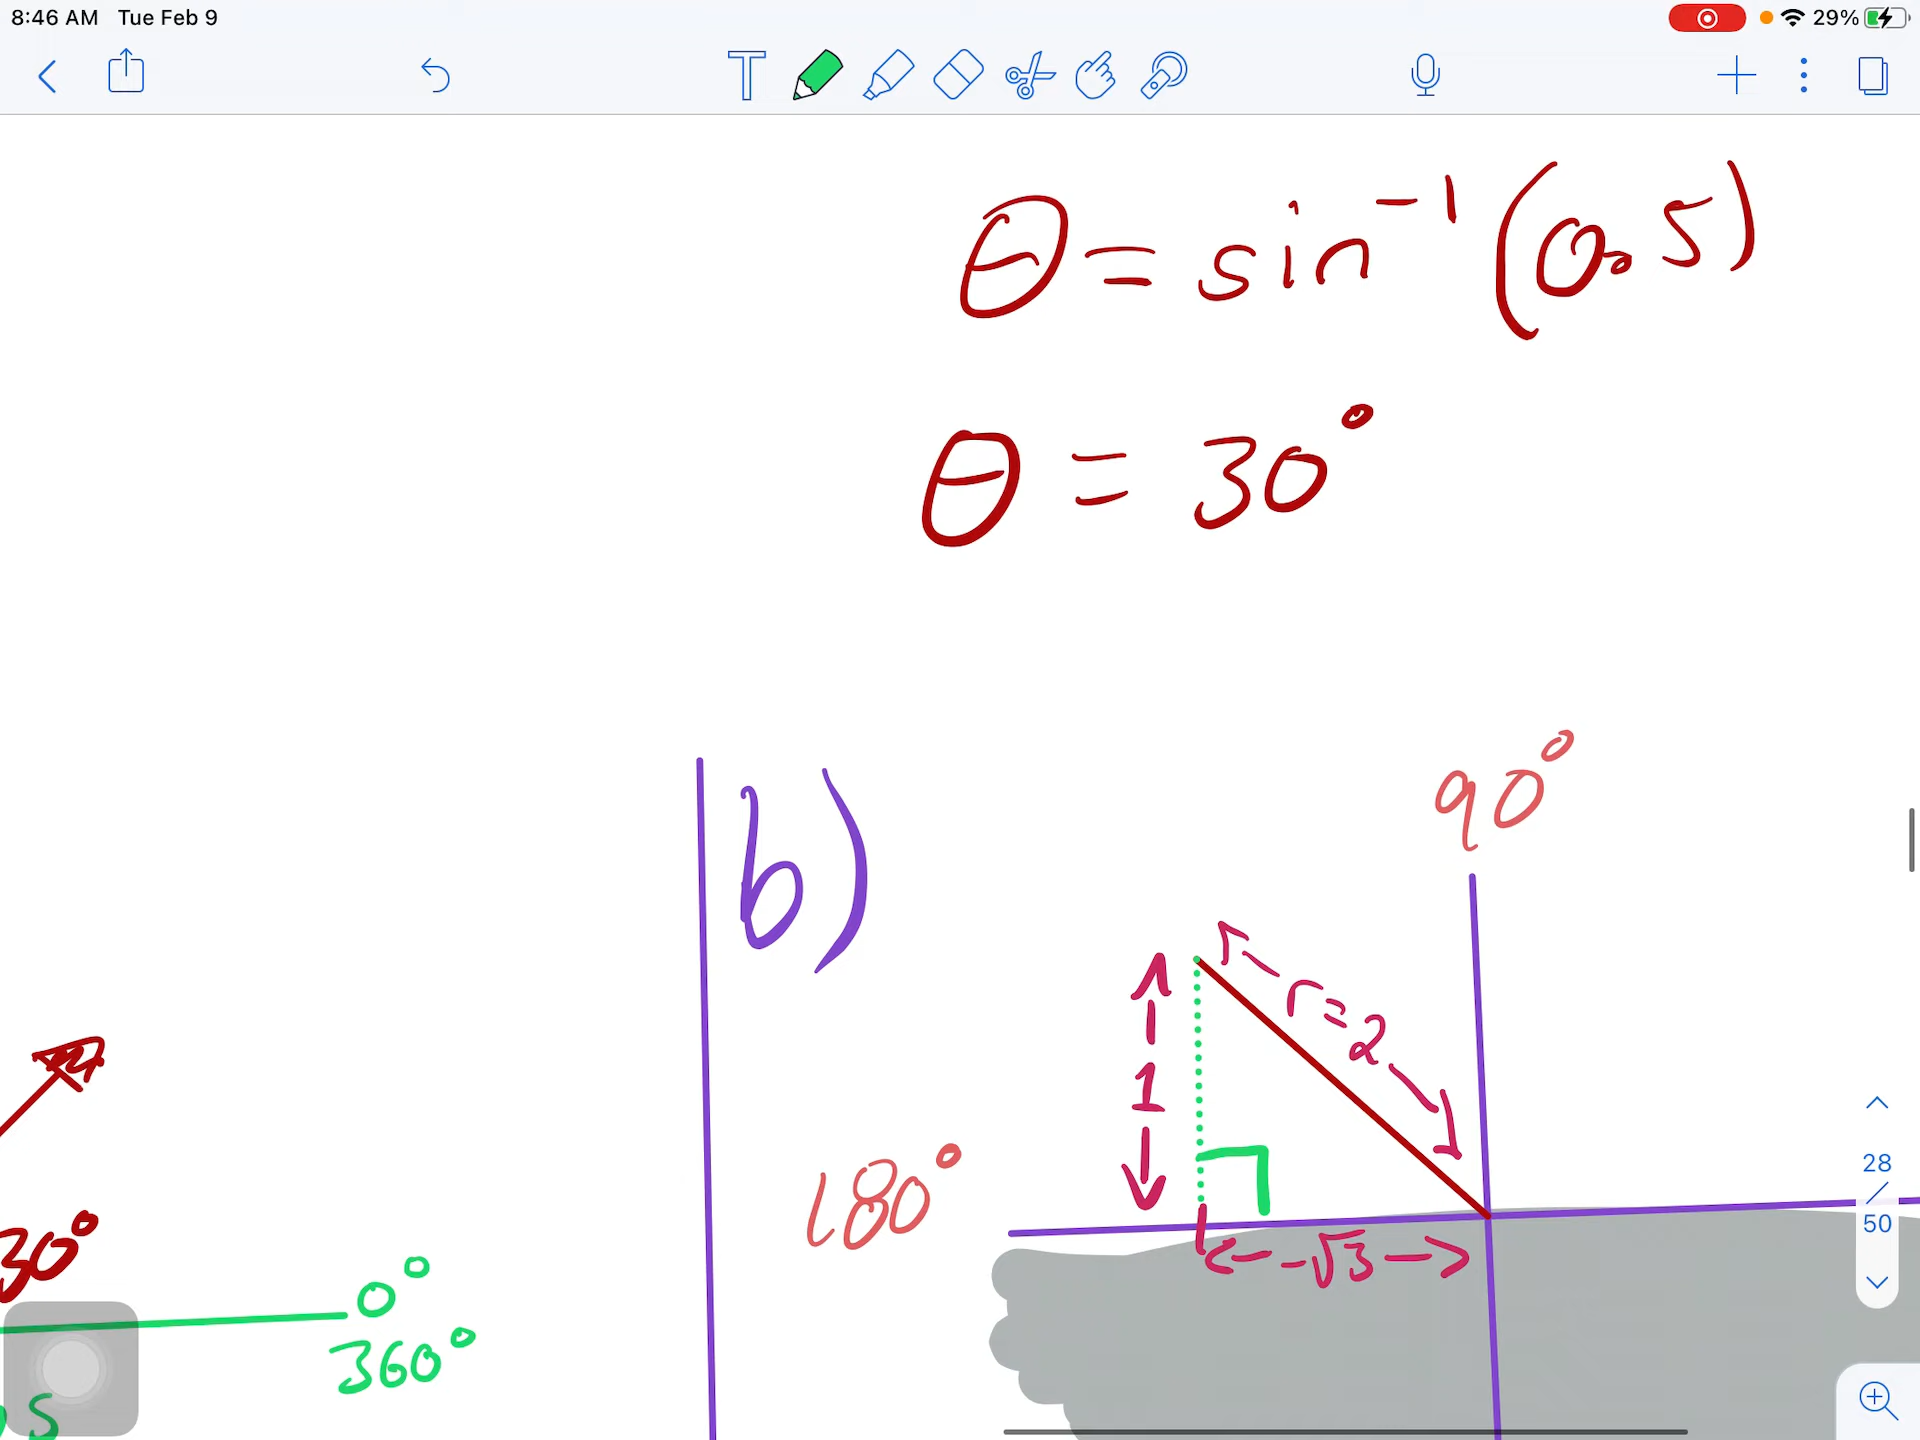 8:46 AM Tue Feb 9
29%
T
θ = sin⁻¹(0.5)
θ = 30°
b)
90°
r = 2
1
180°
-√3
30°
0°
360°
s
28
/
50